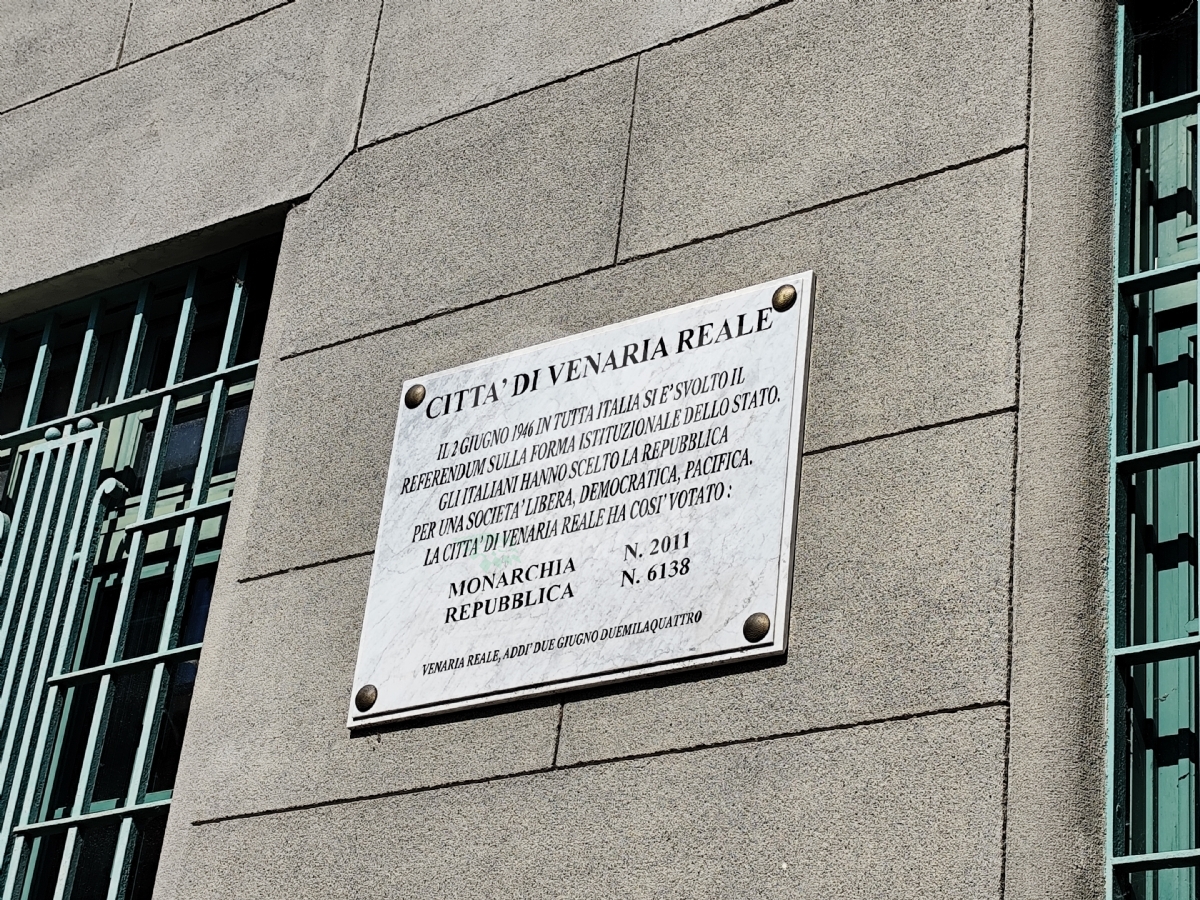 CITTA' DI VENARIA REALE
IL 2 GIUGNO 1946 IN TUTTA ITALIA SI E' SVOLTO IL
REFERENDUM SULLA FORMA ISTITUZIONALE DELLO STATO.
GLI ITALIANI HANNO SCELTO LA REPUBBLICA
PER UNA SOCIETA' LIBERA, DEMOCRATICA, PACIFICA.
LA CITTA' DI VENARIA REALE HA COSI' VOTATO :
MONARCHIA N. 2011
REPUBBLICA N. 6138
VENARIA REALE, ADDI' DUE GIUGNO DUEMILAQUATTRO